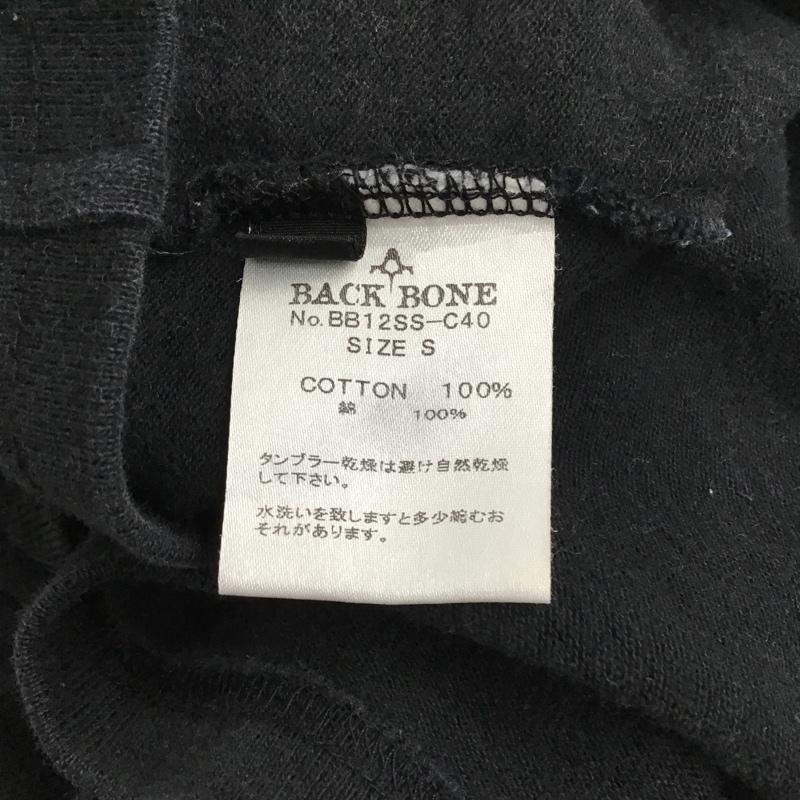 BACK BONE
No.BB12SS-C40
SIZE S
COTTON 100%
綿 100%
タンブラー乾燥は避け自然乾燥
して下さい。
水洗いを致しますと多少縮むお
それがあります。